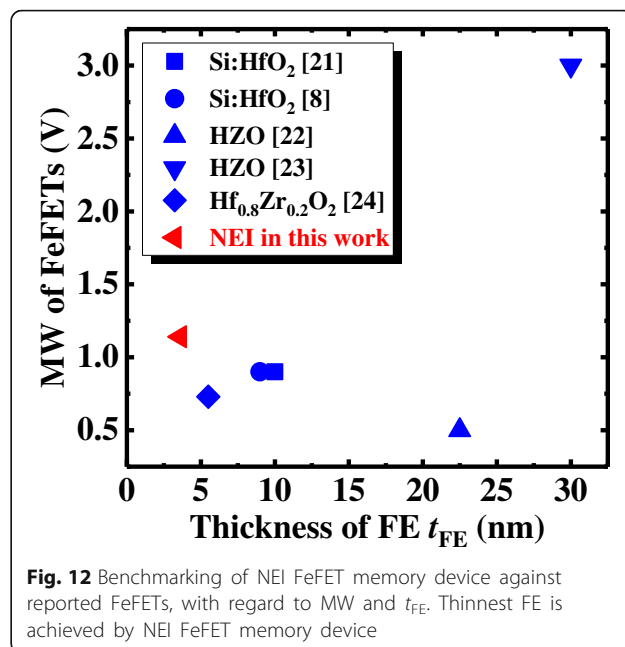 MW of FeFETs (V)
3.0
2.5
2.0
1.5
1.0
0.5
Si:HfO₂ [21]
Si:HfO₂ [8]
HZO [22]
HZO [23]
Hf₀.₈Zr₀.₂O₂ [24]
NEI in this work
0 5 10 15 20 25 30
Thickness of FE t_FE (nm)
Fig. 12 Benchmarking of NEI FeFET memory device against
reported FeFETs, with regard to MW and t_FE. Thinnest FE is
achieved by NEI FeFET memory device